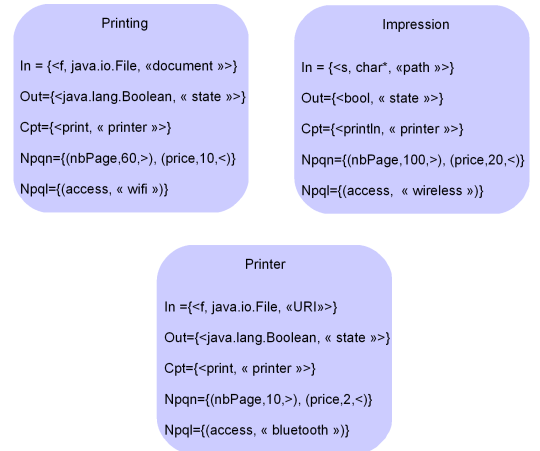 Printing
In = {<f, java.io.File, «document »>}
Out={<java.lang.Boolean, « state »>}
Cpt={<print, « printer »>}
Npqn={(nbPage,60,>), (price,10,<)}
Npql={(access, « wifi »)}
Impression
In = {<s, char*, «path »>}
Out={<bool, « state »>}
Cpt={<println, « printer »>}
Npqn={(nbPage,100,>), (price,20,<)}
Npql={(access,  « wireless »)}
Printer
In ={<f, java.io.File, «URI»>}
Out={<java.lang.Boolean, « state »>}
Cpt={<print, « printer »>}
Npqn={(nbPage,10,>), (price,2,<)}
Npql={(access, « bluetooth »)}